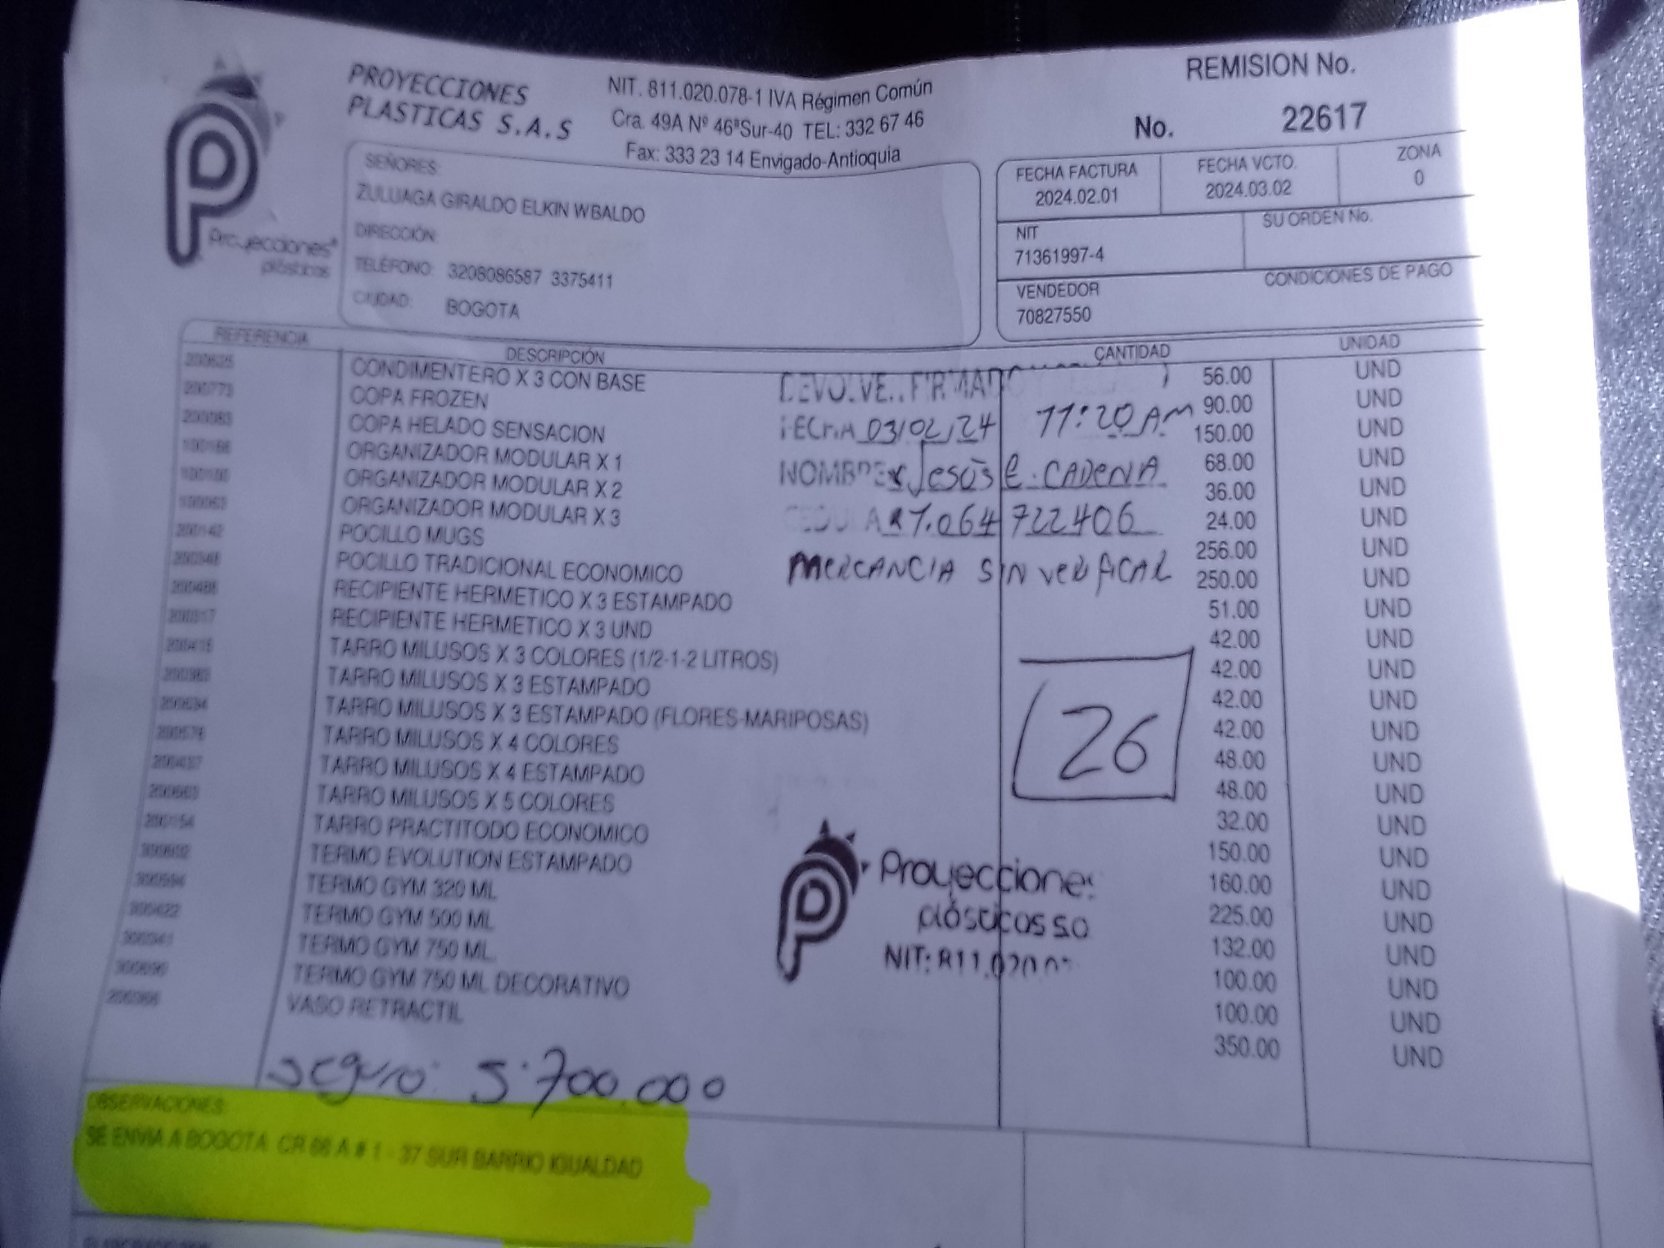 PROYECCIONES
PLASTICAS S.A.S
NIT. 811.020.078-1 IVA Régimen Común
Cra. 49A Nº 46ªSur-40 TEL: 332 67 46
Fax: 333 23 14 Envigado-Antioquia
REMISION No.
No. 22617
Proyecciones®
plásticas
SEÑORES:
ZULUAGA GIRALDO ELKIN WBALDO
DIRECCIÓN:
TELÉFONO: 3208086587 3375411
CIUDAD: BOGOTA
FECHA FACTURA
2024.02.01
FECHA VCTO.
2024.03.02
ZONA
0
NIT
71361997-4
SU ORDEN No.
VENDEDOR
70827550
CONDICIONES DE PAGO
REFERENCIA DESCRIPCIÓN CANTIDAD UNIDAD
CONDIMENTERO X 3 CON BASE 56.00 UND
COPA FROZEN 90.00 UND
COPA HELADO SENSACION 150.00 UND
ORGANIZADOR MODULAR X 1 68.00 UND
ORGANIZADOR MODULAR X 2 36.00 UND
ORGANIZADOR MODULAR X 3 24.00 UND
POCILLO MUGS 256.00 UND
POCILLO TRADICIONAL ECONOMICO 250.00 UND
RECIPIENTE HERMETICO X 3 ESTAMPADO 51.00 UND
RECIPIENTE HERMETICO X 3 UND 42.00 UND
TARRO MILUSOS X 3 COLORES (1/2-1-2 LITROS) 42.00 UND
TARRO MILUSOS X 3 ESTAMPADO 42.00 UND
TARRO MILUSOS X 3 ESTAMPADO (FLORES-MARIPOSAS) 42.00 UND
TARRO MILUSOS X 4 COLORES 48.00 UND
TARRO MILUSOS X 4 ESTAMPADO 48.00 UND
TARRO MILUSOS X 5 COLORES 32.00 UND
TARRO PRACTITODO ECONOMICO 150.00 UND
TERMO EVOLUTION ESTAMPADO 160.00 UND
TERMO GYM 320 ML 225.00 UND
TERMO GYM 500 ML 132.00 UND
TERMO GYM 750 ML 100.00 UND
TERMO GYM 750 ML DECORATIVO 100.00 UND
VASO RETRACTIL 350.00 UND
DEVOLVER FIRMADO
FECHA 03/02/24 11:20 AM
NOMBRE Jesús E. CADENA
1.064 722406
MERCANCIA SIN VERIFICAR
26
Proyecciones
plásticas s.a
NIT: 811.020.07
seguro: 5'700.000
OBSERVACIONES:
SE ENVIA A BOGOTA CR 88 A # 1 - 37 SUR BARRIO IGUALDAD